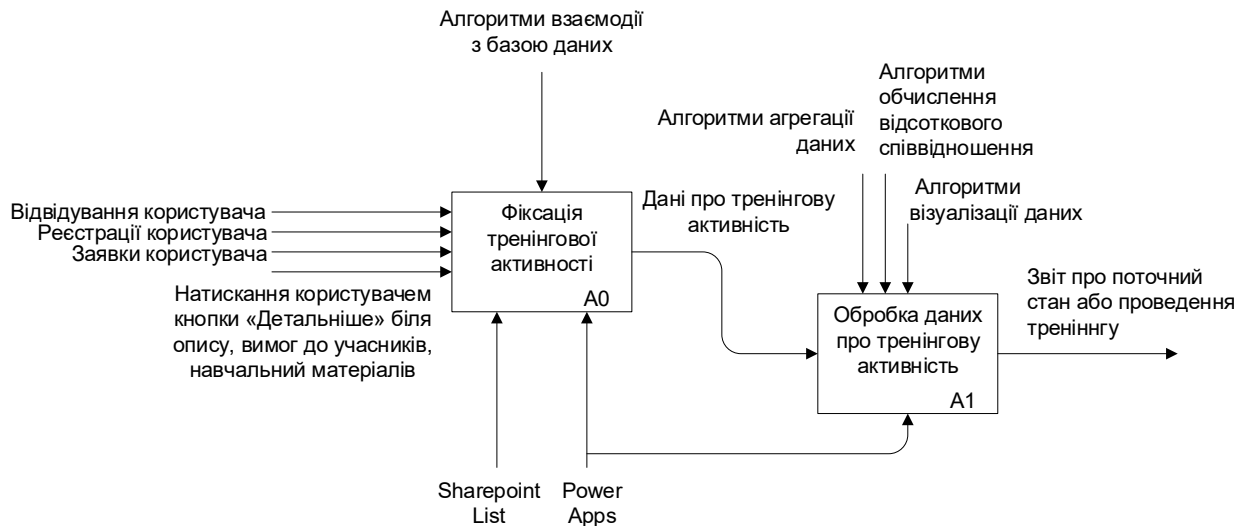 Алгоритми взаємодії
з базою даних
Алгоритми агрегації
даних
Алгоритми
обчислення
відсоткового
співвідношення
Алгоритми
візуалізації даних
Відвідування користувача
Реєстрації користувача
Заявки користувача
Натискання користувачем
кнопки «Детальніше» біля
опису, вимог до учасників,
навчальний матеріалів
Фіксація
тренінгової
активності
A0
Дані про тренінгову
активність
Обробка даних
про тренінгову
активність
A1
Звіт про поточний
стан або проведення
треніннгу
Sharepoint
List
Power
Apps